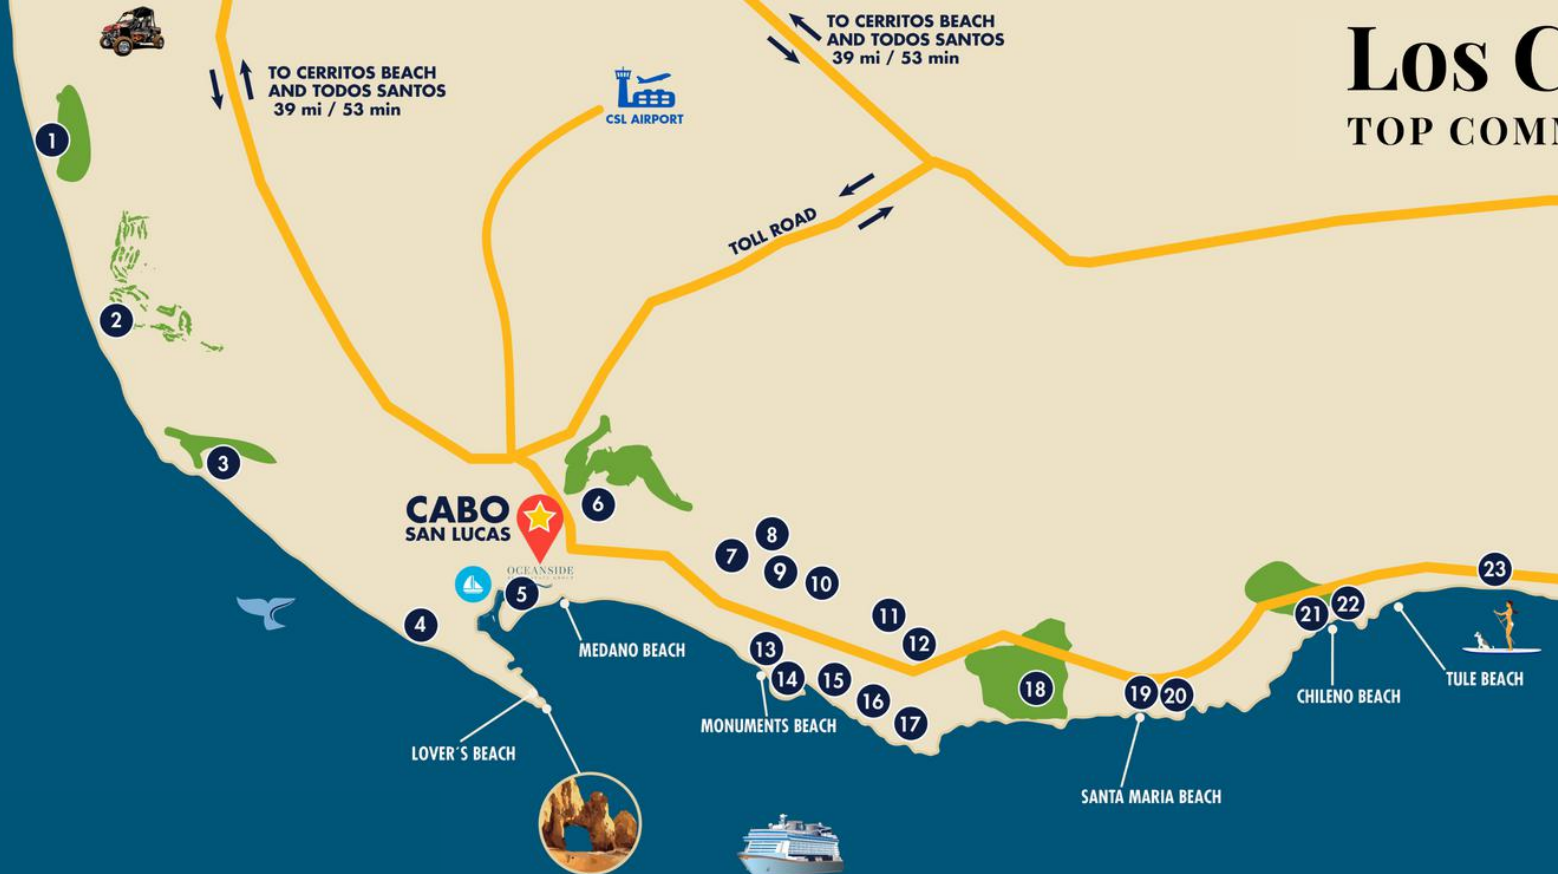 TO CERRITOS BEACH
AND TODOS SANTOS
39 mi / 53 min
TO CERRITOS BEACH
AND TODOS SANTOS
39 mi / 53 min
Los C
TOP COMM
CSL AIRPORT
TOLL ROAD
1
2
3
CABO
SAN LUCAS
OCEANSIDE
4
5
6
7
8
9
10
11
12
13
14
15
16
17
18
19
20
21
22
23
MEDANO BEACH
MONUMENTS BEACH
LOVER´S BEACH
SANTA MARIA BEACH
CHILENO BEACH
TULE BEACH